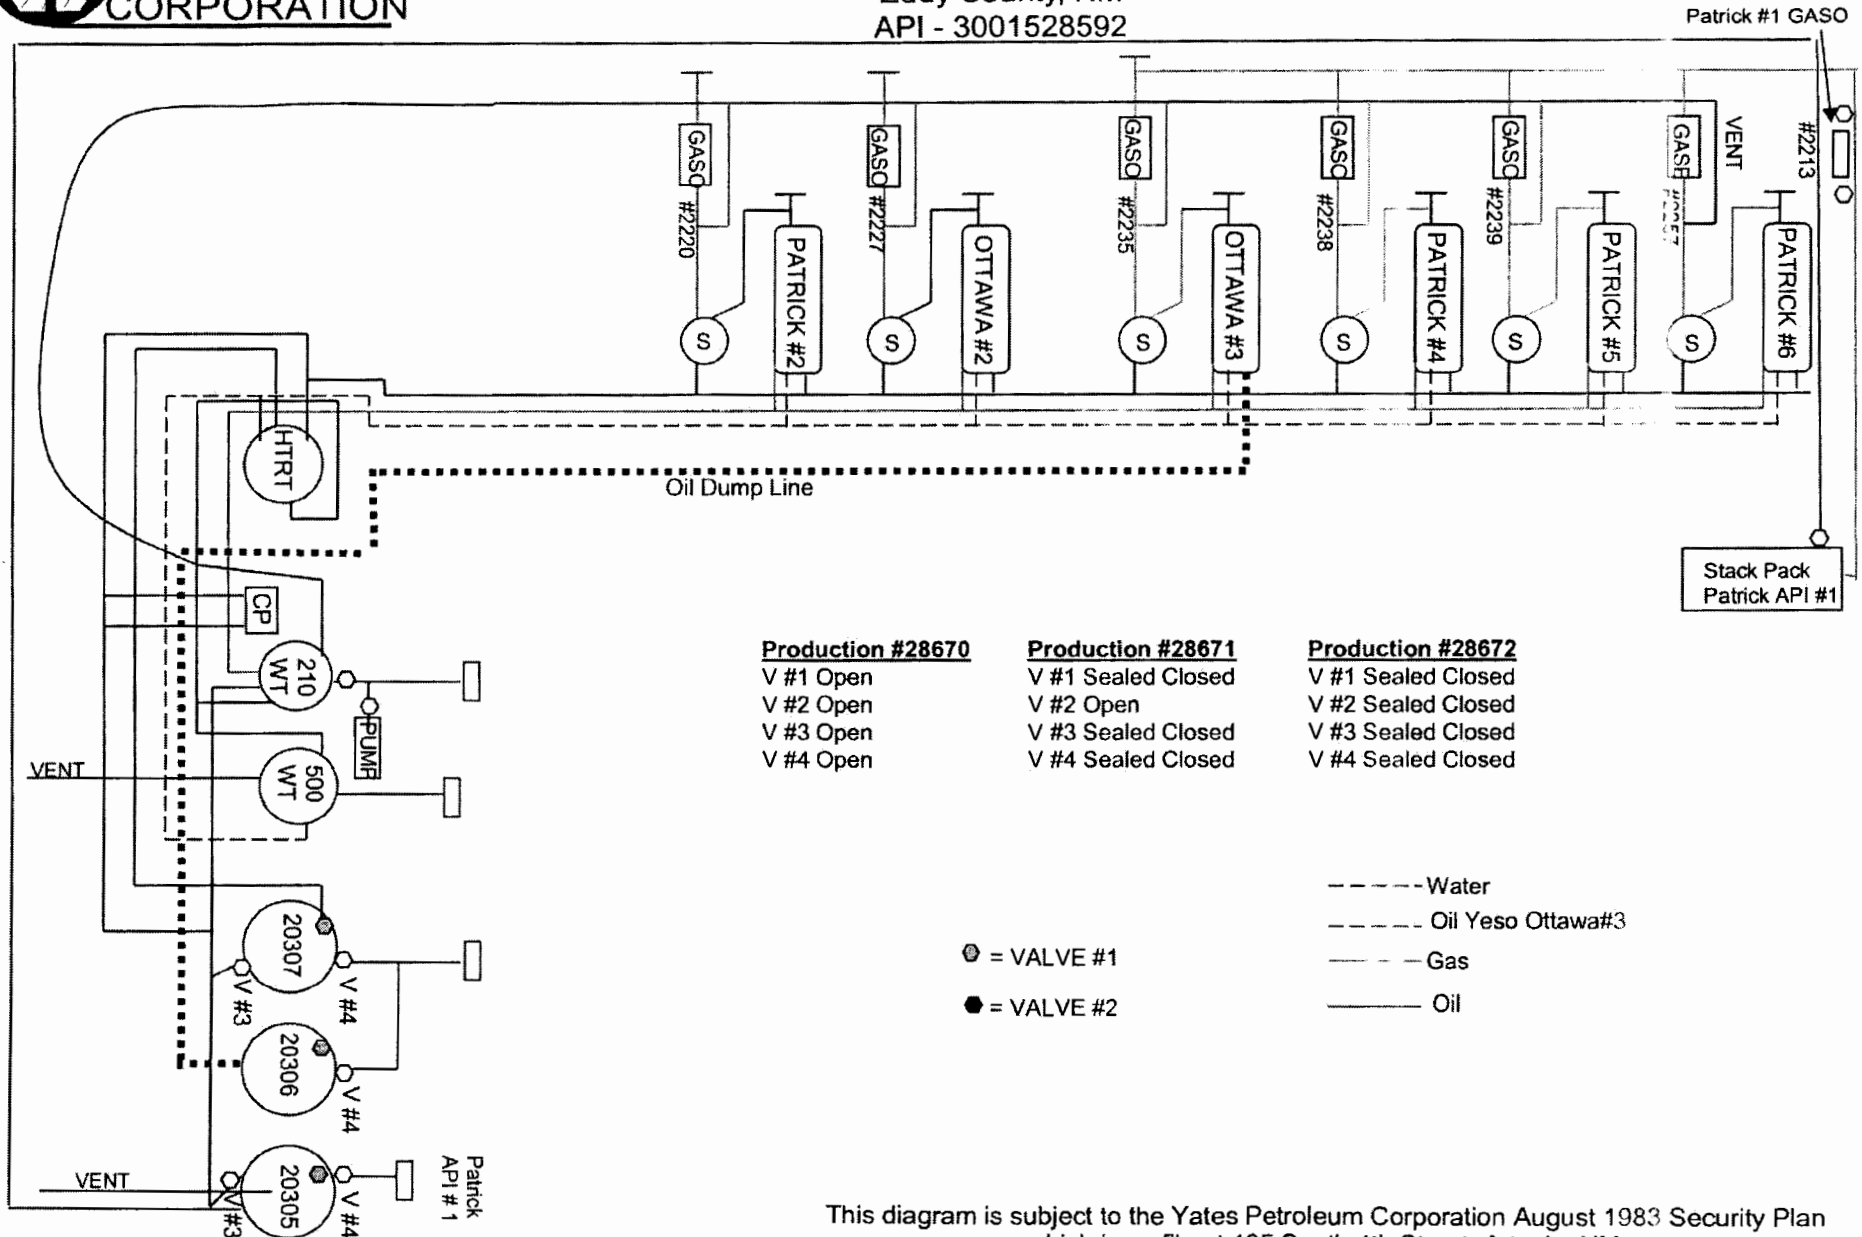 CORPORATION
API - 3001528592
Patrick #1 GASO
GASO
#2220
PATRICK #2
S
GASO
#2227
OTTAWA #2
S
GASO
#2235
OTTAWA #3
S
GASO
#2238
PATRICK #4
S
GASO
#2239
PATRICK #5
S
VENT
PATRICK #6
S
#2213
HTRT
Oil Dump Line
Stack Pack
Patrick API #1
CP
210
WT
PUMP
500
WT
VENT
Production #28670
V #1 Open
V #2 Open
V #3 Open
V #4 Open
Production #28671
V #1 Sealed Closed
V #2 Open
V #3 Sealed Closed
V #4 Sealed Closed
Production #28672
V #1 Sealed Closed
V #2 Sealed Closed
V #3 Sealed Closed
V #4 Sealed Closed
Water
Oil Yeso Ottawa#3
Gas
Oil
= VALVE #1
= VALVE #2
20307
V #3
V #4
20306
V #4
VENT
20305
V #3
V #4
Patrick
API # 1
This diagram is subject to the Yates Petroleum Corporation August 1983 Security Plan